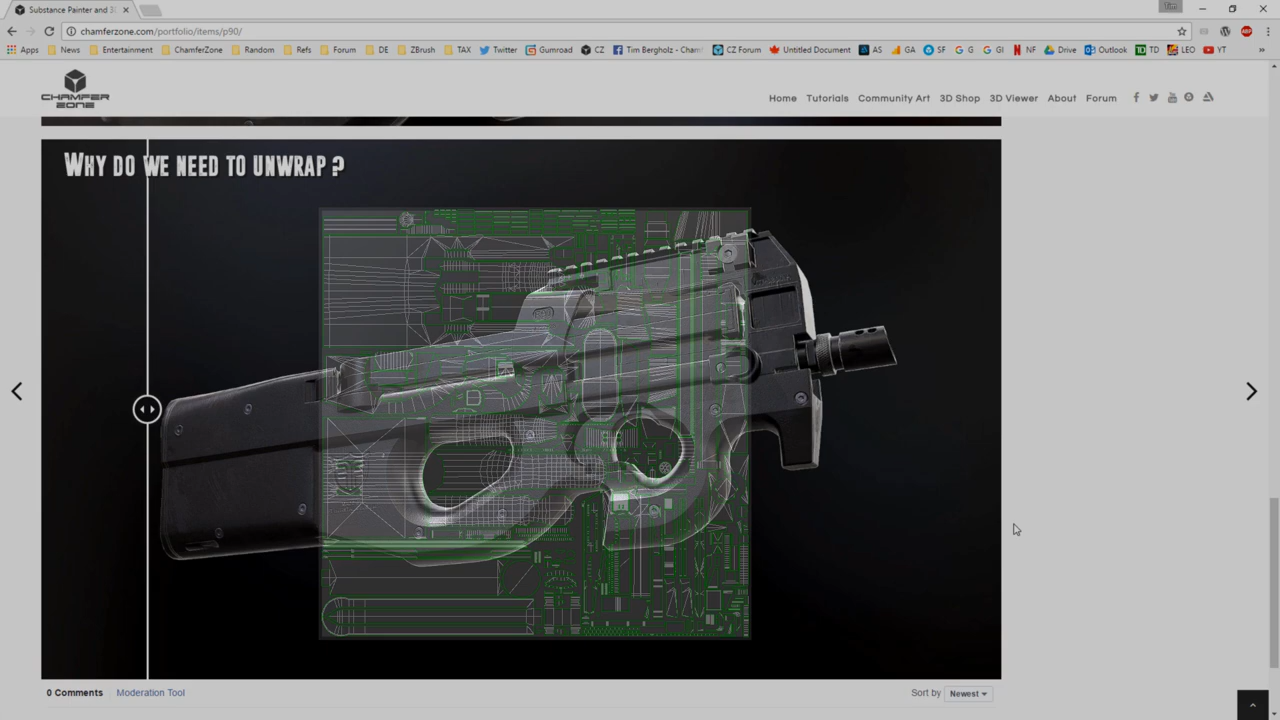 Substance Painter and 3
Tim
chamferzone.com/portfolio/items/p90/
Apps News Entertainment ChamferZone Random Refs Forum DE ZBrush TAX Twitter Gumroad CZ Tim Bergholz - Cham CZ Forum Untitled Document AS GA SF G GI NF Drive Outlook TD LEO YT »
CHAMFER
ZONE
Home Tutorials Community Art 3D Shop 3D Viewer About Forum
WHY DO WE NEED TO UNWRAP ?
0 Comments Moderation Tool Sort by Newest